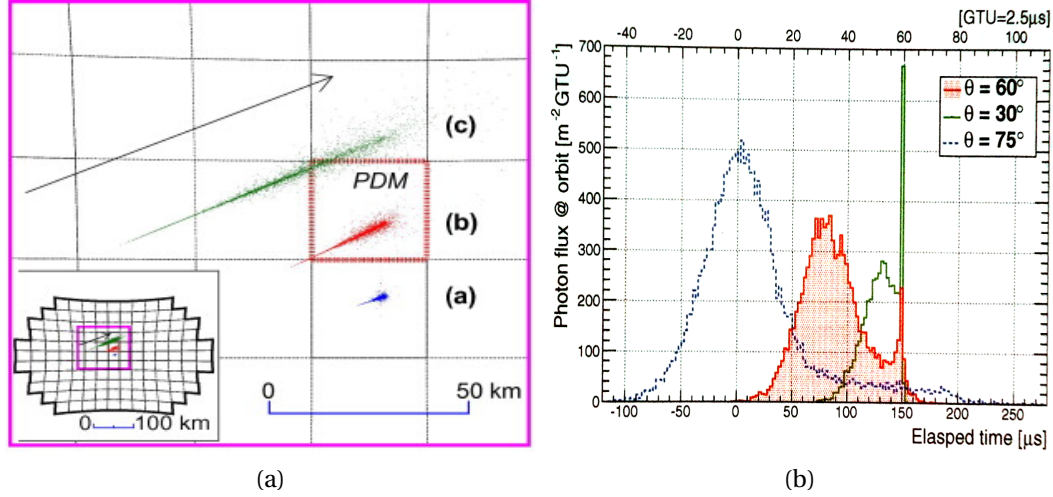 (c)
PDM
(b)
(a)
0 50 km
0 100 km
(a)
[GTU=2.5μs]
-40 -20 0 20 40 60 80 100
Photon flux @ orbit [m-2GTU-1]
700
600
500
400
300
200
100
0
θ = 60°
θ = 30°
θ = 75°
-100 -50 0 50 100 150 200 250
Elasped time [μs]
(b)